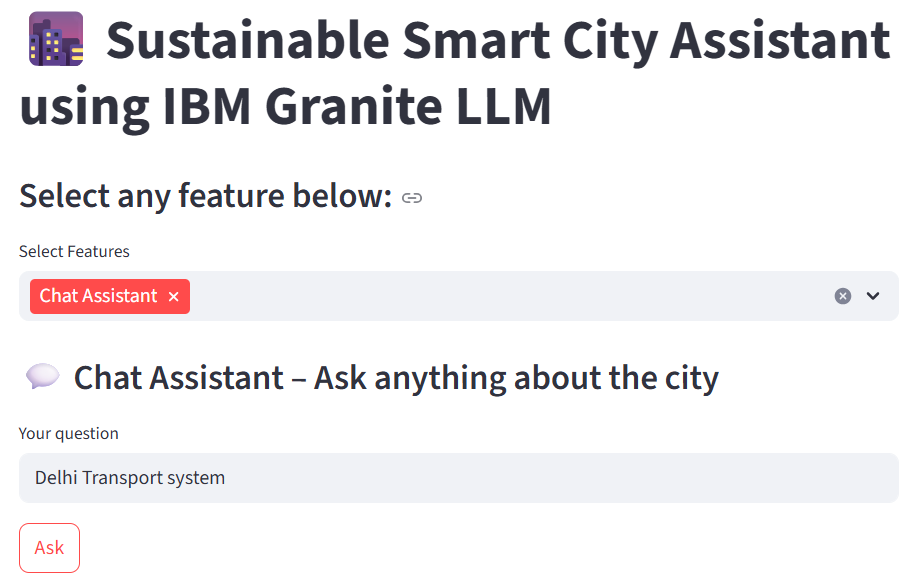 Sustainable Smart City Assistant
using IBM Granite LLM
Select any feature below:
Select Features
Chat Assistant ×
Chat Assistant – Ask anything about the city
Your question
Delhi Transport system
Ask